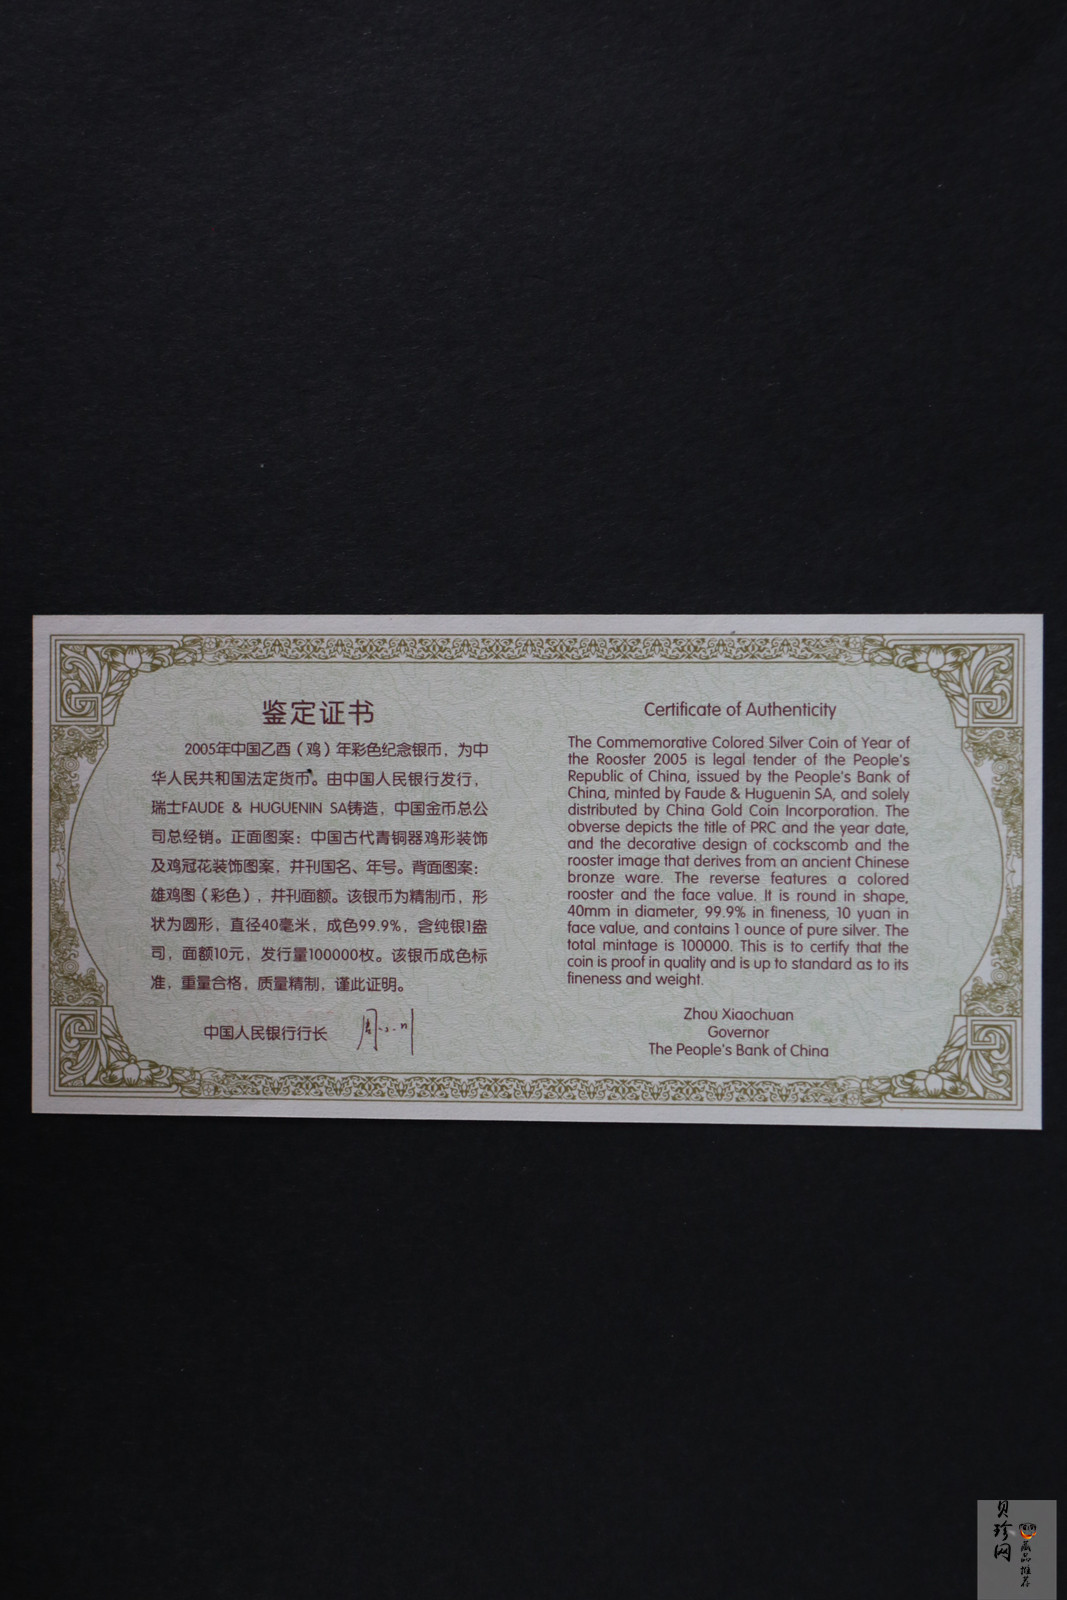 鉴定证书
2005年中国乙酉（鸡）年彩色纪念银币，为中
华人民共和国法定货币。由中国人民银行发行，
瑞士FAUDE & HUGUENIN SA铸造，中国金币总公
司总经销。正面图案：中国古代青铜器鸡形装饰
及鸡冠花装饰图案，并刊国名、年号。背面图案：
雄鸡图（彩色），并刊面额。该银币为精制币，形
状为圆形，直径40毫米，成色99.9%，含纯银1盎
司，面额10元，发行量100000枚。该银币成色标
准，重量合格，质量精制，谨此证明。
中国人民银行行长
Certificate of Authenticity
The Commemorative Colored Silver Coin of Year of
the Rooster 2005 is legal tender of the People's
Republic of China, issued by the People's Bank of
China, minted by Faude & Huguenin SA, and solely
distributed by China Gold Coin Incorporation. The
obverse depicts the title of PRC and the year date,
and the decorative design of cockscomb and the
rooster image that derives from an ancient Chinese
bronze ware. The reverse features a colored
rooster and the face value. It is round in shape,
40mm in diameter, 99.9% in fineness, 10 yuan in
face value, and contains 1 ounce of pure silver. The
total mintage is 100000. This is to certify that the
coin is proof in quality and is up to standard as to its
fineness and weight.
Zhou Xiaochuan
Governor
The People's Bank of China
贝珍网
藏品推荐